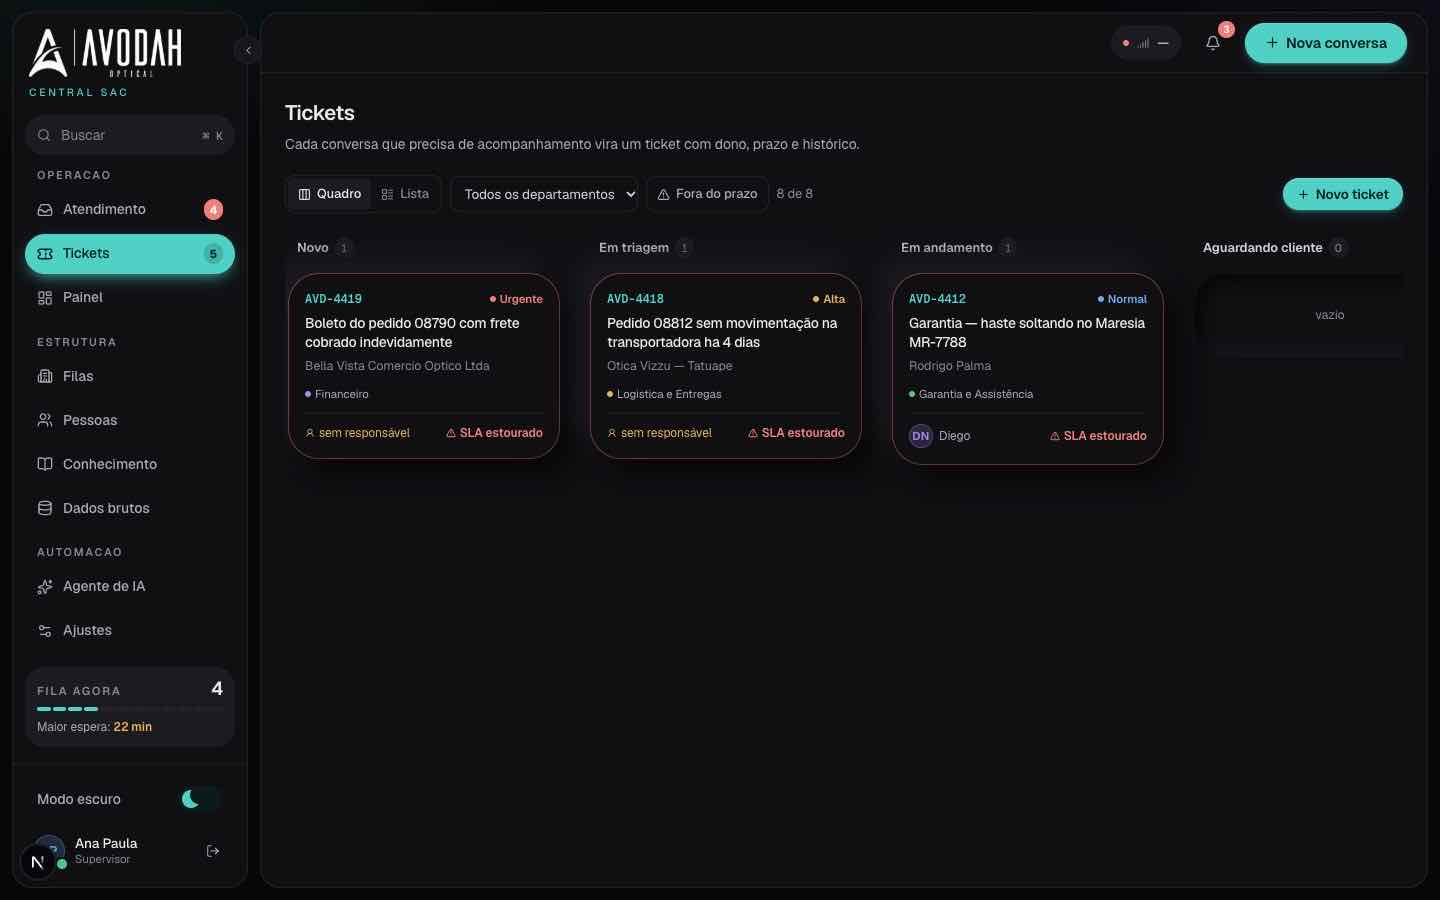 AVODAH
OPTICAL
CENTRAL SAC
Buscar ⌘ K
OPERACAO
Atendimento 4
Tickets 5
Painel
ESTRUTURA
Filas
Pessoas
Conhecimento
Dados brutos
AUTOMACAO
Agente de IA
Ajustes
FILA AGORA 4
Maior espera: 22 min
Modo escuro
Ana Paula
Supervisor
N
— 3 + Nova conversa
Tickets
Cada conversa que precisa de acompanhamento vira um ticket com dono, prazo e histórico.
Quadro Lista Todos os departamentos Fora do prazo 8 de 8 + Novo ticket
Novo 1
AVD-4419 Urgente
Boleto do pedido 08790 com frete
cobrado indevidamente
Bella Vista Comercio Optico Ltda
Financeiro
sem responsável SLA estourado
Em triagem 1
AVD-4418 Alta
Pedido 08812 sem movimentação na
transportadora ha 4 dias
Otica Vizzu — Tatuape
Logistica e Entregas
sem responsável SLA estourado
Em andamento 1
AVD-4412 Normal
Garantia — haste soltando no Maresia
MR-7788
Rodrigo Palma
Garantia e Assistência
DN Diego SLA estourado
Aguardando cliente 0
vazio